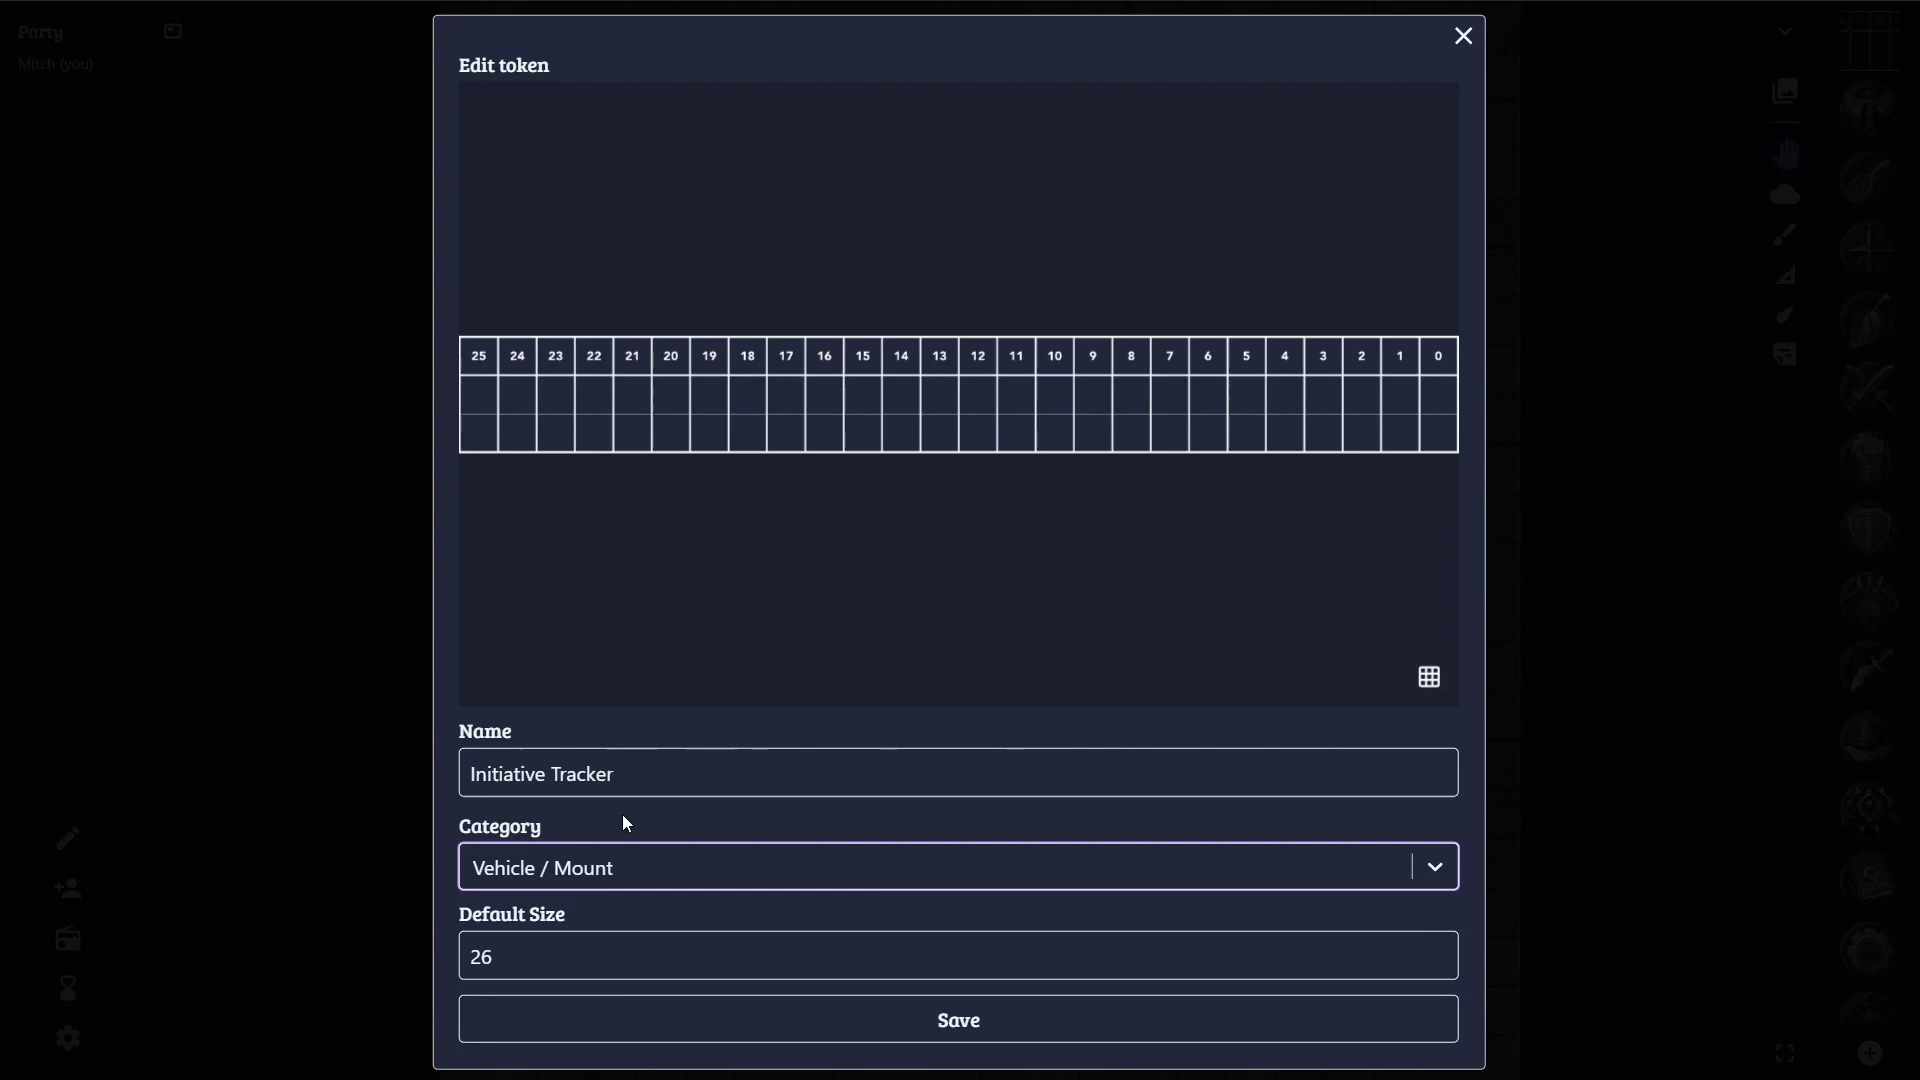 Party
Mitch (you)
Edit token
25 24 23 22 21 20 19 18 17 16 15 14 13 12 11 10 9 8 7 6 5 4 3 2 1 0
Name
Initiative Tracker
Category
Vehicle / Mount
Default Size
26
Save